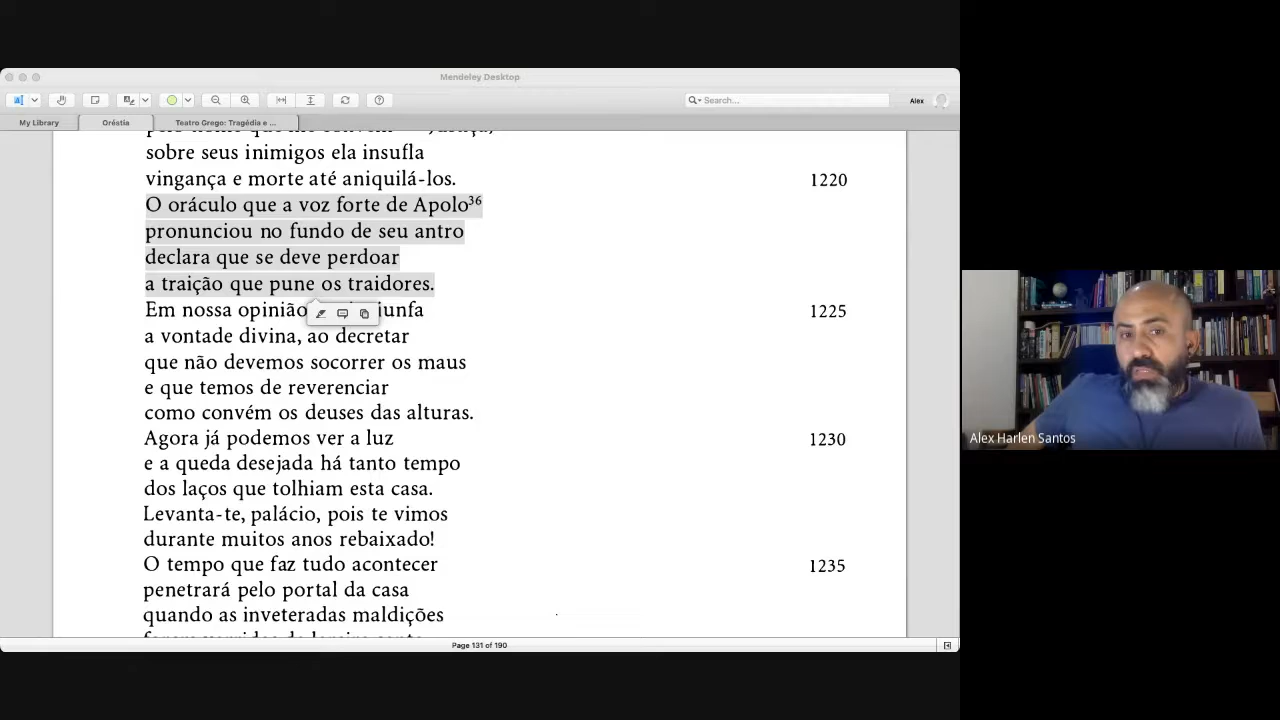 Mendeley Desktop
Search...
Alex
My Library
Oréstia
Teatro Grego: Tragédia e ...
sobre seus inimigos ela insufla
vingança e morte até aniquilá-los. 1220
O oráculo que a voz forte de Apolo³⁶
pronunciou no fundo de seu antro
declara que se deve perdoar
a traição que pune os traidores.
Em nossa opinião 1225
a vontade divina, ao decretar
que não devemos socorrer os maus
e que temos de reverenciar
como convém os deuses das alturas.
Agora já podemos ver a luz 1230
e a queda desejada há tanto tempo
dos laços que tolhiam esta casa.
Levanta-te, palácio, pois te vimos
durante muitos anos rebaixado!
O tempo que faz tudo acontecer 1235
penetrará pelo portal da casa
quando as inveteradas maldições
Page 131 of 190
Alex Harlen Santos